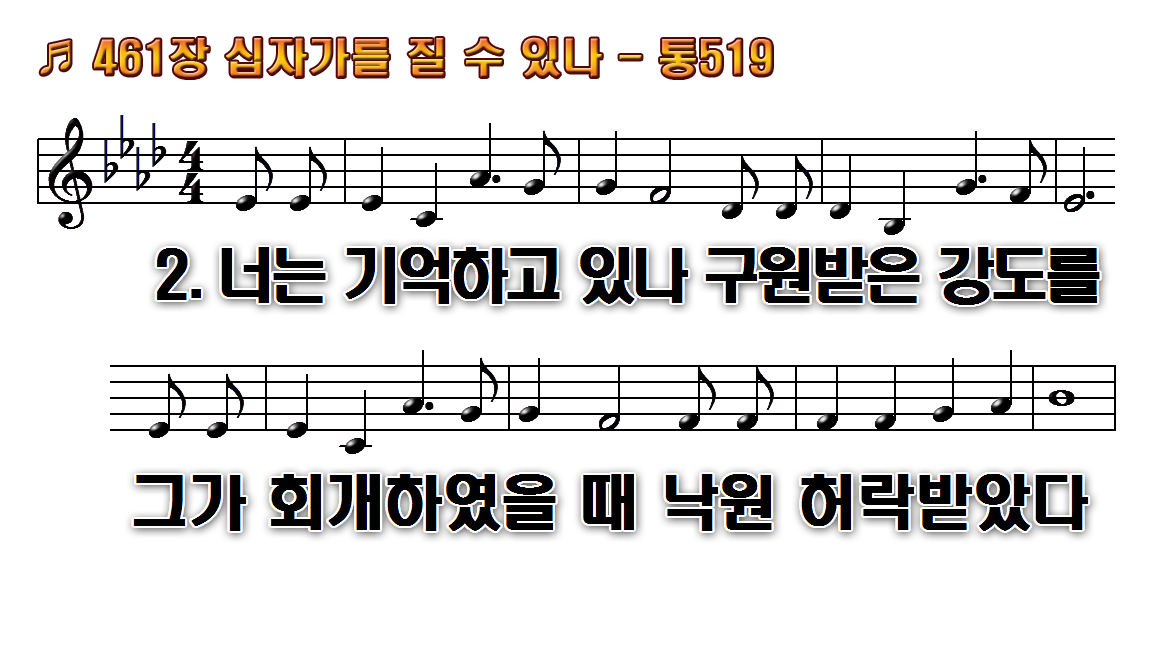 ♬ 461장 십자가를 질 수 있나 - 통519
4
4
2. 너는 기억하고 있나 구원받은 강도를
그가 회개하였을 때 낙원 허락받았다